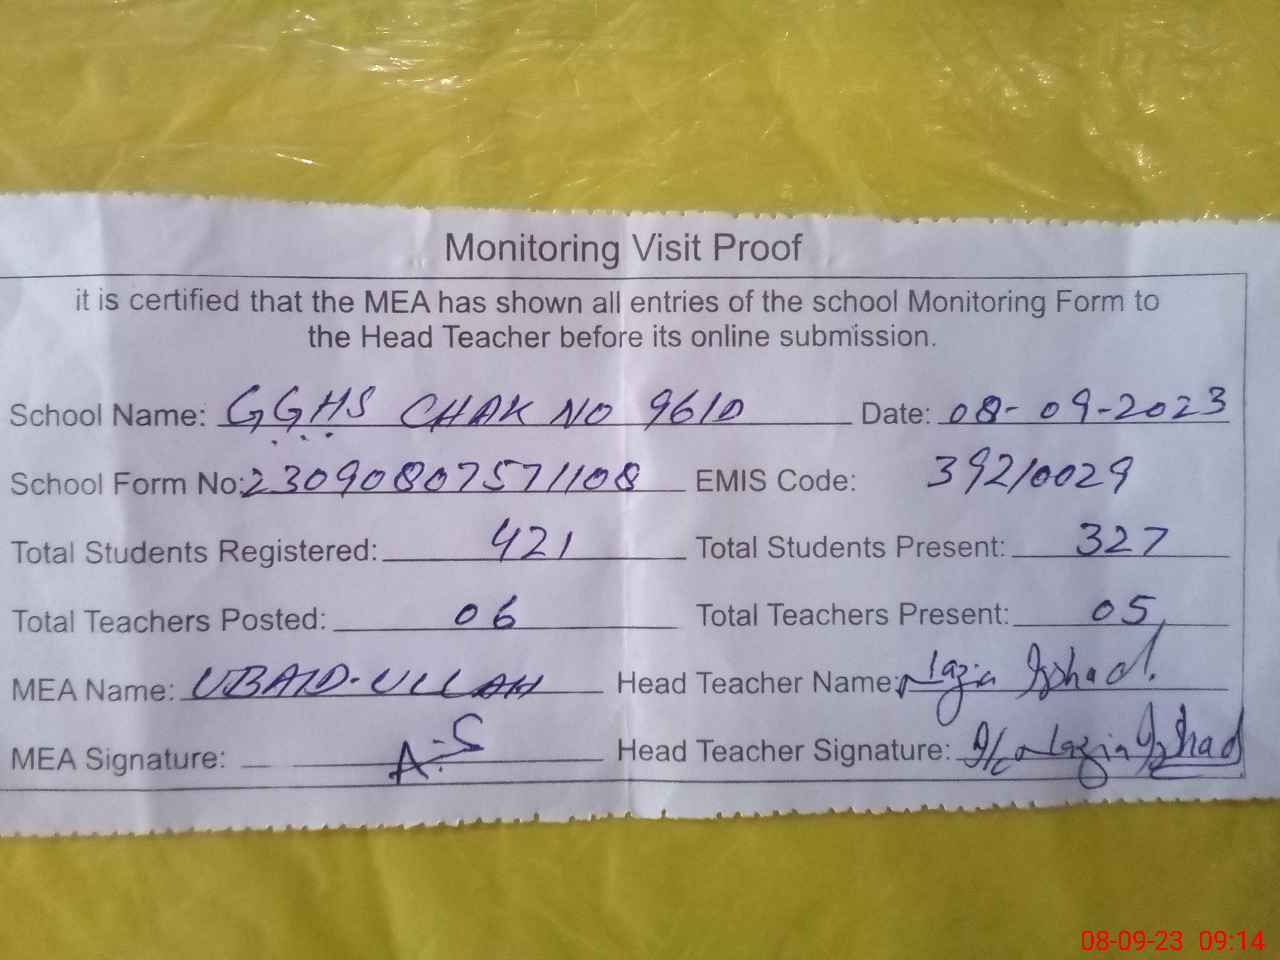 Monitoring Visit Proof
it is certified that the MEA has shown all entries of the school Monitoring Form to
the Head Teacher before its online submission.
School Name: GGHS CHAK NO 961D Date: 08-09-2023
School Form No: 23090807571108 EMIS Code: 39210029
Total Students Registered: 421 Total Students Present: 327
Total Teachers Posted: 06 Total Teachers Present: 05
MEA Name: UBAID-ULLAH Head Teacher Name:
MEA Signature: Head Teacher Signature:
08-09-23 09:14